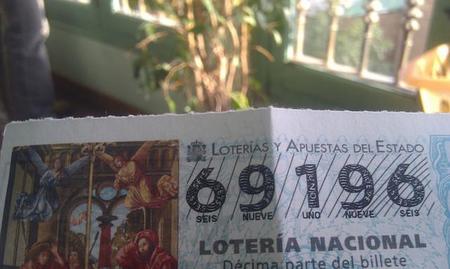 LOTERÍAS Y APUESTAS DEL ESTADO
69196
SEIS NUEVE UNO NUEVE SEIS
LOTERÍA NACIONAL
Décima parte del billete